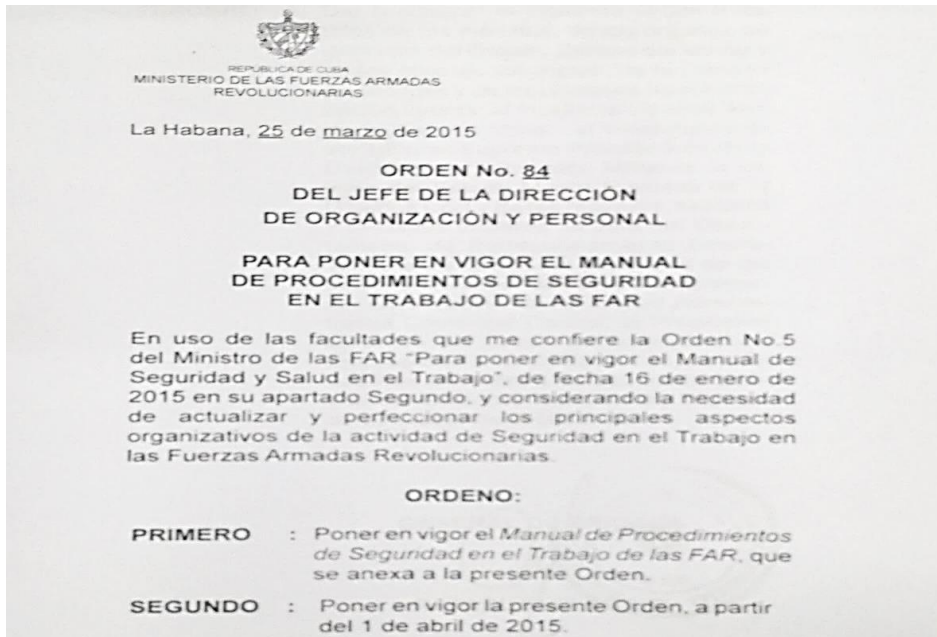 REPÚBLICA DE CUBA
MINISTERIO DE LAS FUERZAS ARMADAS
REVOLUCIONARIAS
La Habana, 25 de marzo de 2015
ORDEN No. 84
DEL JEFE DE LA DIRECCIÓN
DE ORGANIZACIÓN Y PERSONAL
PARA PONER EN VIGOR EL MANUAL
DE PROCEDIMIENTOS DE SEGURIDAD
EN EL TRABAJO DE LAS FAR
En uso de las facultades que me confiere la Orden No.5
del Ministro de las FAR "Para poner en vigor el Manual de
Seguridad y Salud en el Trabajo", de fecha 16 de enero de
2015 en su apartado Segundo, y considerando la necesidad
de actualizar y perfeccionar los principales aspectos
organizativos de la actividad de Seguridad en el Trabajo en
las Fuerzas Armadas Revolucionarias.
ORDENO:
PRIMERO : Poner en vigor el Manual de Procedimientos
de Seguridad en el Trabajo de las FAR, que
se anexa a la presente Orden.
SEGUNDO : Poner en vigor la presente Orden, a partir
del 1 de abril de 2015.